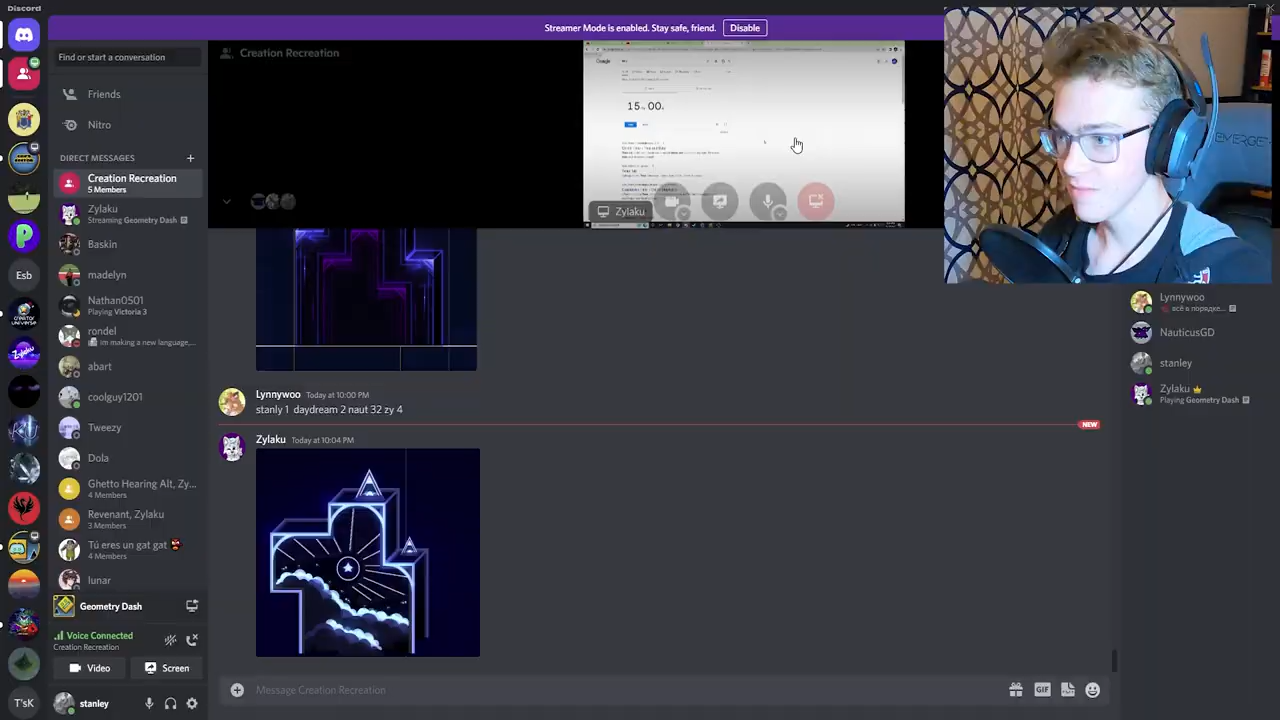 Discord
Streamer Mode is enabled. Stay safe, friend.
Disable
Find or start a conversation
Friends
Nitro
DIRECT MESSAGES
Creation Recreation
5 Members
Zylaku
Streaming Geometry Dash
Baskin
madelyn
Nathan0501
Playing Victoria 3
rondel
im making a new language,...
abart
coolguy1201
Tweezy
Dola
Ghetto Hearing Alt, Zy...
4 Members
Revenant, Zylaku
3 Members
Tú eres un gat gat
4 Members
lunar
Geometry Dash
Voice Connected
Creation Recreation
Video
Screen
stanley
Esb
T'sK
Creation Recreation
Google
15 00
Zylaku
Lynnywoo Today at 10:00 PM
stanly 1 daydream 2 naut 32 zy 4
NEW
Zylaku Today at 10:04 PM
Message Creation Recreation
GIF
EMERGE
Lynnywoo
всё в порядке...
NauticusGD
stanley
Zylaku
Playing Geometry Dash